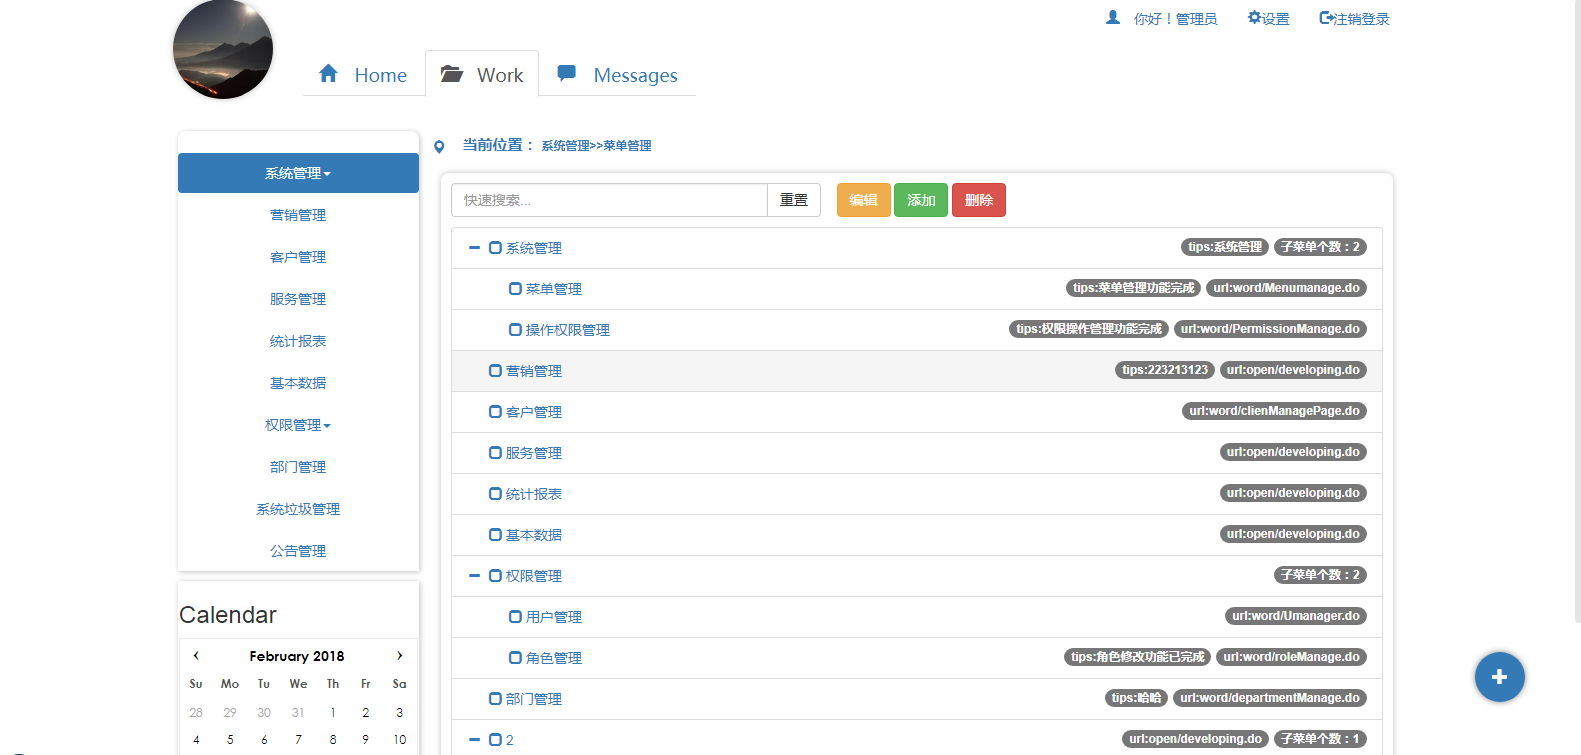 你好！管理员 设置 注销登录
Home Work Messages
系统管理
营销管理
客户管理
服务管理
统计报表
基本数据
权限管理
部门管理
系统垃圾管理
公告管理
Calendar
‹ February 2018 ›
Su Mo Tu We Th Fr Sa
28 29 30 31 1 2 3
4 5 6 7 8 9 10
当前位置： 系统管理>>菜单管理
快速搜索... 重置 编辑 添加 删除
系统管理 tips:系统管理 子菜单个数：2
菜单管理 tips:菜单管理功能完成 url:word/Menumanage.do
操作权限管理 tips:权限操作管理功能完成 url:word/PermissionManage.do
营销管理 tips:223213123 url:open/developing.do
客户管理 url:word/clienManagePage.do
服务管理 url:open/developing.do
统计报表 url:open/developing.do
基本数据 url:open/developing.do
权限管理 子菜单个数：2
用户管理 url:word/Umanager.do
角色管理 tips:角色修改功能已完成 url:word/roleManage.do
部门管理 tips:哈哈 url:word/departmentManage.do
2 url:open/developing.do 子菜单个数：1